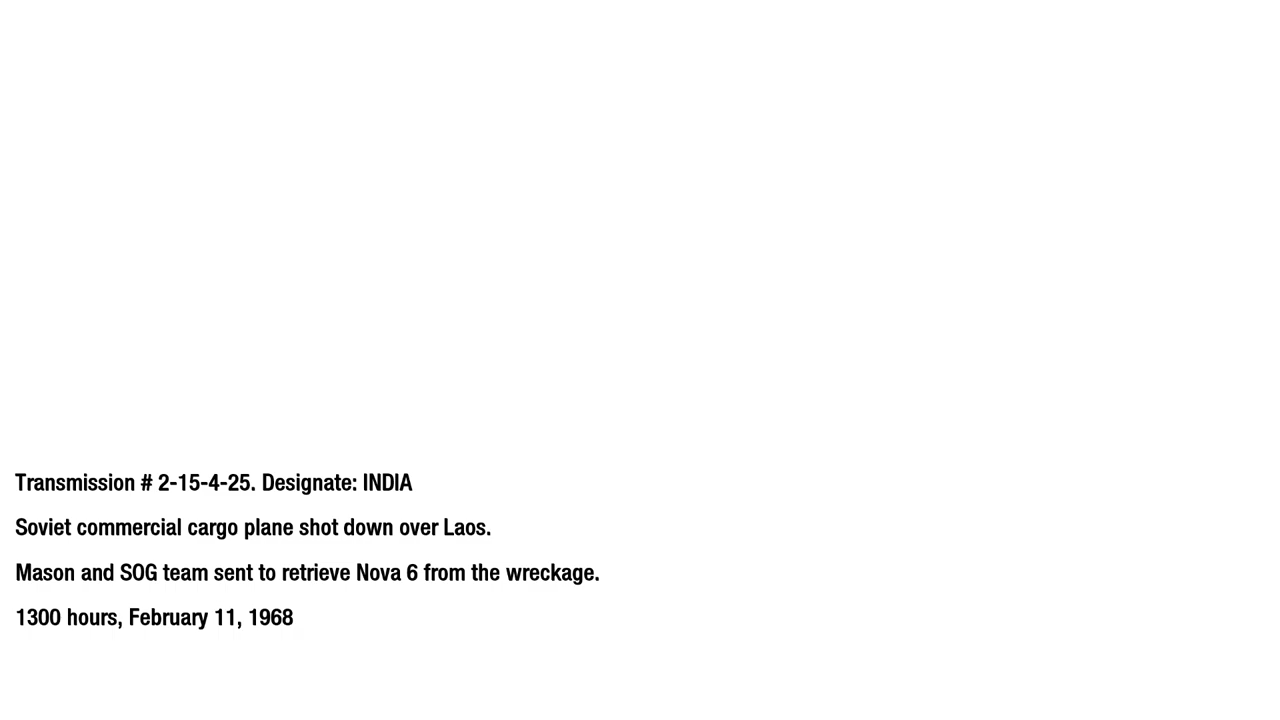 Transmission # 2-15-4-25. Designate: INDIA
Soviet commercial cargo plane shot down over Laos.
Mason and SOG team sent to retrieve Nova 6 from the wreckage.
1300 hours, February 11, 1968